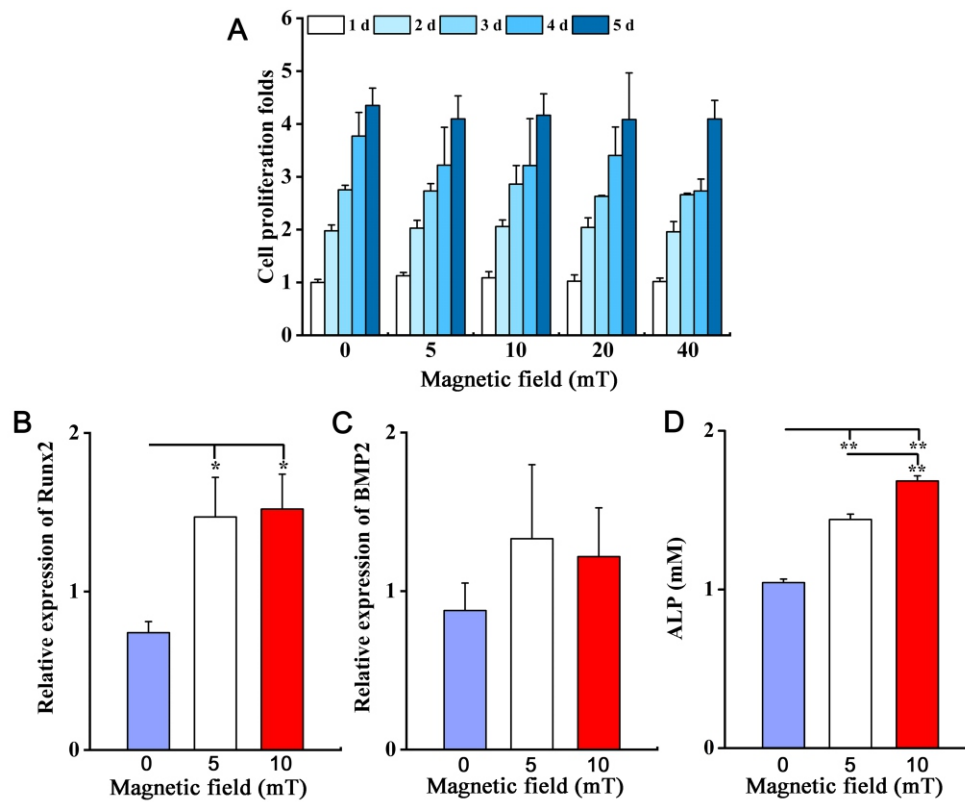 A
1 d 2 d 3 d 4 d 5 d
6
5
4
3
2
1
0
Cell proliferation folds
0 5 10 20 40
Magnetic field (mT)
B
2
1
0
Relative expression of Runx2
* *
0 5 10
Magnetic field (mT)
C
2
1
0
Relative expression of BMP2
0 5 10
Magnetic field (mT)
D
2
1
0
ALP (mM)
** **
**
0 5 10
Magnetic field (mT)